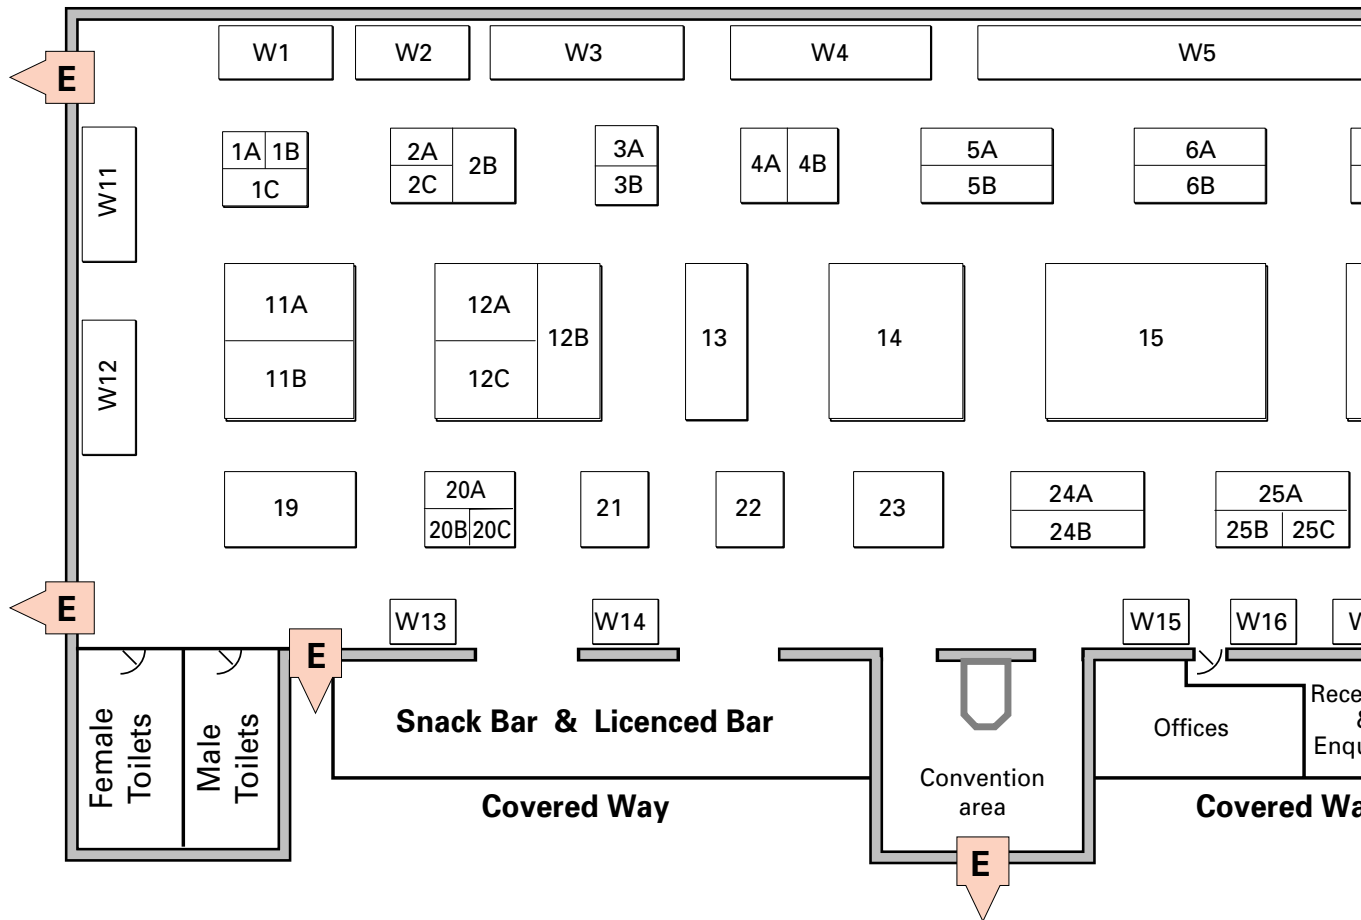 W1
W2
W3
W4
W5
E
W11
1A
1B
1C
2A
2B
2C
3A
3B
4A
4B
5A
5B
6A
6B
11A
11B
12A
12B
12C
13
14
15
W12
19
20A
20B
20C
21
22
23
24A
24B
25A
25B
25C
E
W13
W14
W15
W16
E
Female
Toilets
Male
Toilets
Snack Bar & Licenced Bar
Covered Way
Convention
area
Offices
Covered
E